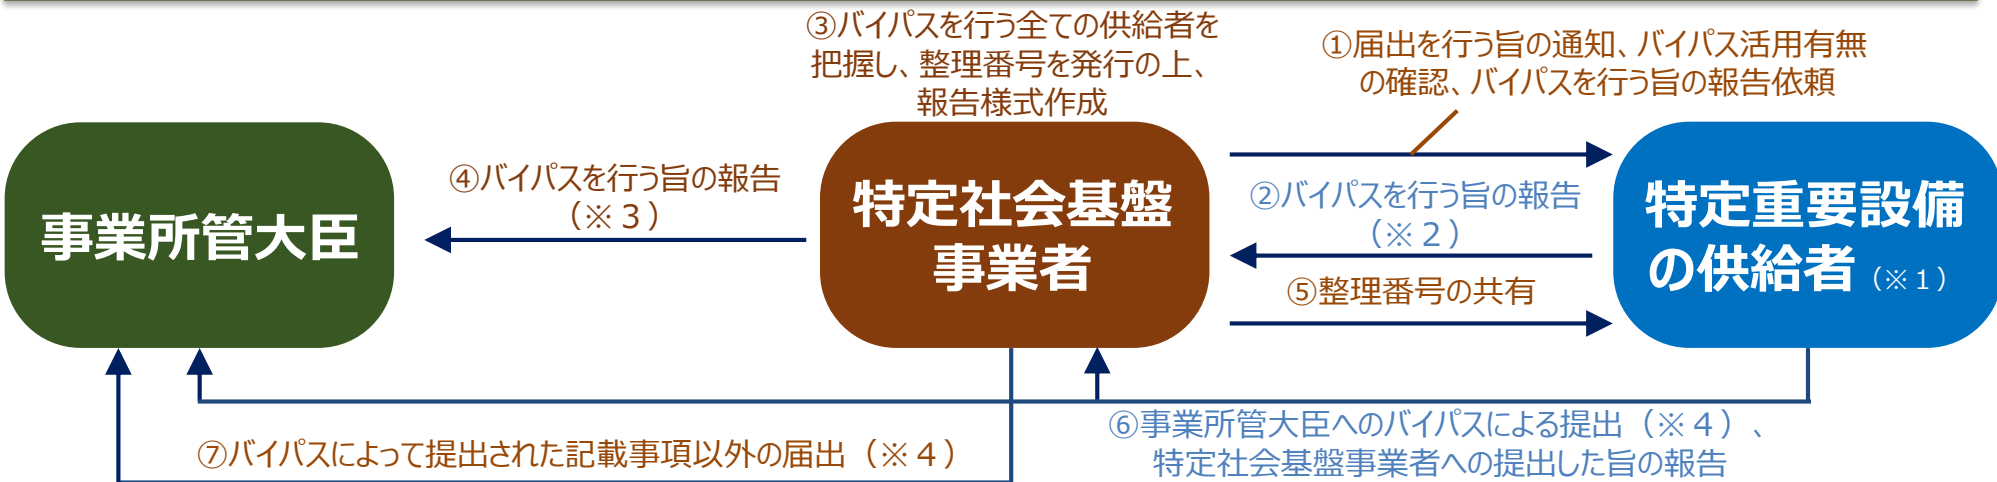 ③バイパスを行う全ての供給者を
把握し、整理番号を発行の上、
報告様式作成
①届出を行う旨の通知、バイパス活用有無
の確認、バイパスを行う旨の報告依頼
事業所管大臣
④バイパスを行う旨の報告
（※３）
特定社会基盤
事業者
②バイパスを行う旨の報告
（※２）
⑤整理番号の共有
特定重要設備
の供給者（※１）
⑥事業所管大臣へのバイパスによる提出（※４）、
特定社会基盤事業者への提出した旨の報告
⑦バイパスによって提出された記載事項以外の届出（※４）